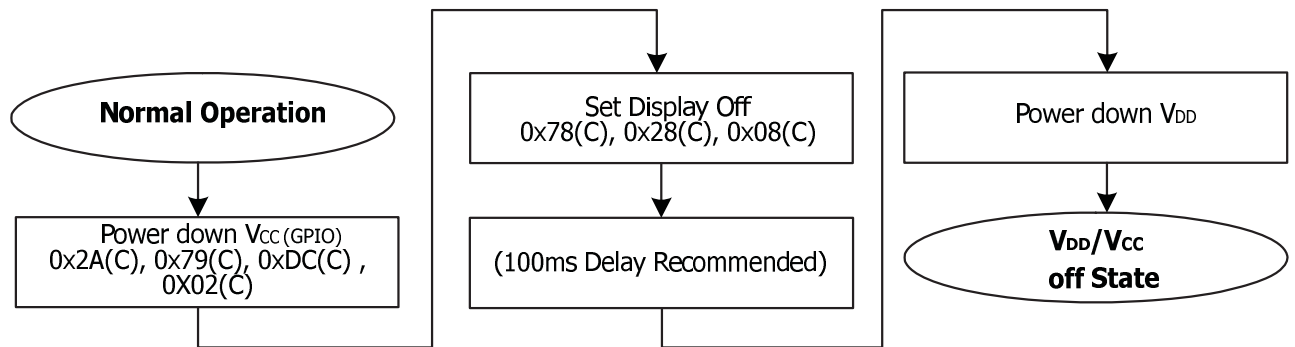 Normal Operation
Power down VCC (GPIO)
0x2A(C), 0x79(C), 0xDC(C) ,
0X02(C)
Set Display Off
0x78(C), 0x28(C), 0x08(C)
(100ms Delay Recommended)
Power down VDD
VDD/VCC
off State